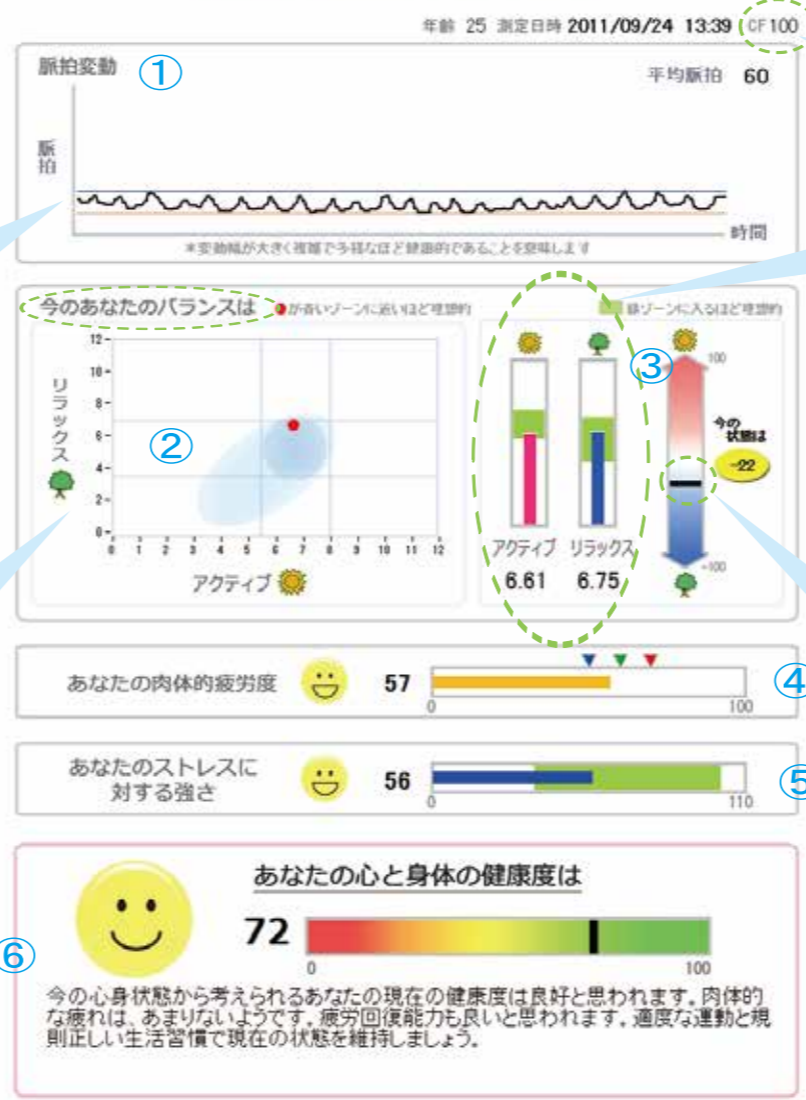 年齢 25 測定日時 2011/09/24 13:39 CF100
脈拍変動 ① 平均脈拍 60
脈拍
時間
*変動幅が大きく複雑で多様なほど健康的であることを意味します
今のあなたのバランスは ●が青いゾーンに近いほど理想的 緑ゾーンに入るほど理想的
12
10
8
6
4
2
0
リラックス
②
0 1 2 3 4 5 6 7 8 9 10 11 12
アクティブ
③
アクティブ リラックス
6.61 6.75
100
今の
状態は
-22
-100
あなたの肉体的疲労度 57 ④
0 100
あなたのストレスに
対する強さ 56 ⑤
0 110
⑥
あなたの心と身体の健康度は
72
0 100
今の心身状態から考えられるあなたの現在の健康度は良好と思われます。肉体的
な疲れは、あまりないようです。疲労回復能力も良いと思われます。適度な運動と規
則正しい生活習慣で現在の状態を維持しましょう。